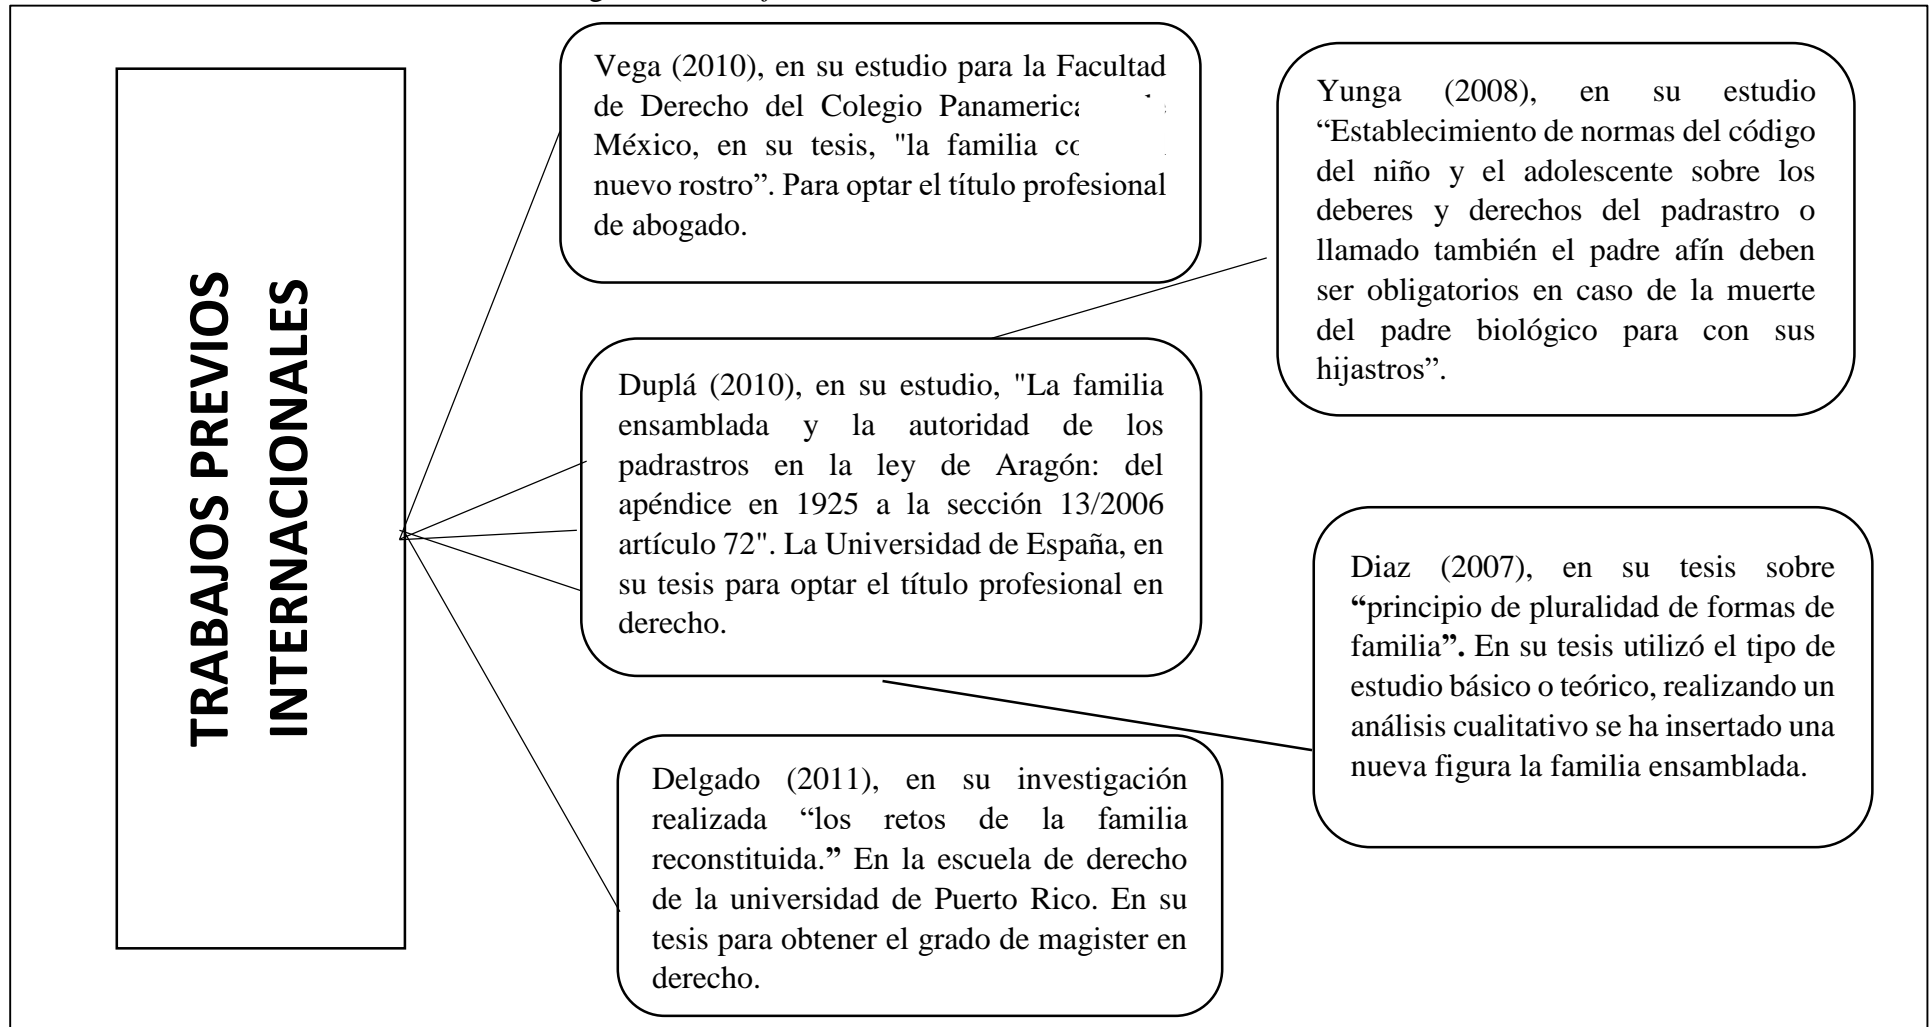 TRABAJOS PREVIOS
INTERNACIONALES
Vega (2010), en su estudio para la Facultad
de Derecho del Colegio
México, en su tesis, "la familia
nuevo rostro”. Para optar el título profesional
de abogado.
Duplá (2010), en su estudio, "La familia
ensamblada y la autoridad de los
padrastros en la ley de Aragón: del
apéndice en 1925 a la sección 13/2006
artículo 72". La Universidad de España, en
su tesis para optar el título profesional en
derecho.
Delgado (2011), en su investigación
realizada “los retos de la familia
reconstituida.” En la escuela de derecho
de la universidad de Puerto Rico. En su
tesis para obtener el grado de magister en
derecho.
Yunga (2008), en su estudio
“Establecimiento de normas del código
del niño y el adolescente sobre los
deberes y derechos del padrastro o
llamado también el padre afín deben
ser obligatorios en caso de la muerte
del padre biológico para con sus
hijastros”.
Diaz (2007), en su tesis sobre
“principio de pluralidad de formas de
familia”. En su tesis utilizó el tipo de
estudio básico o teórico, realizando un
análisis cualitativo se ha insertado una
nueva figura la familia ensamblada.